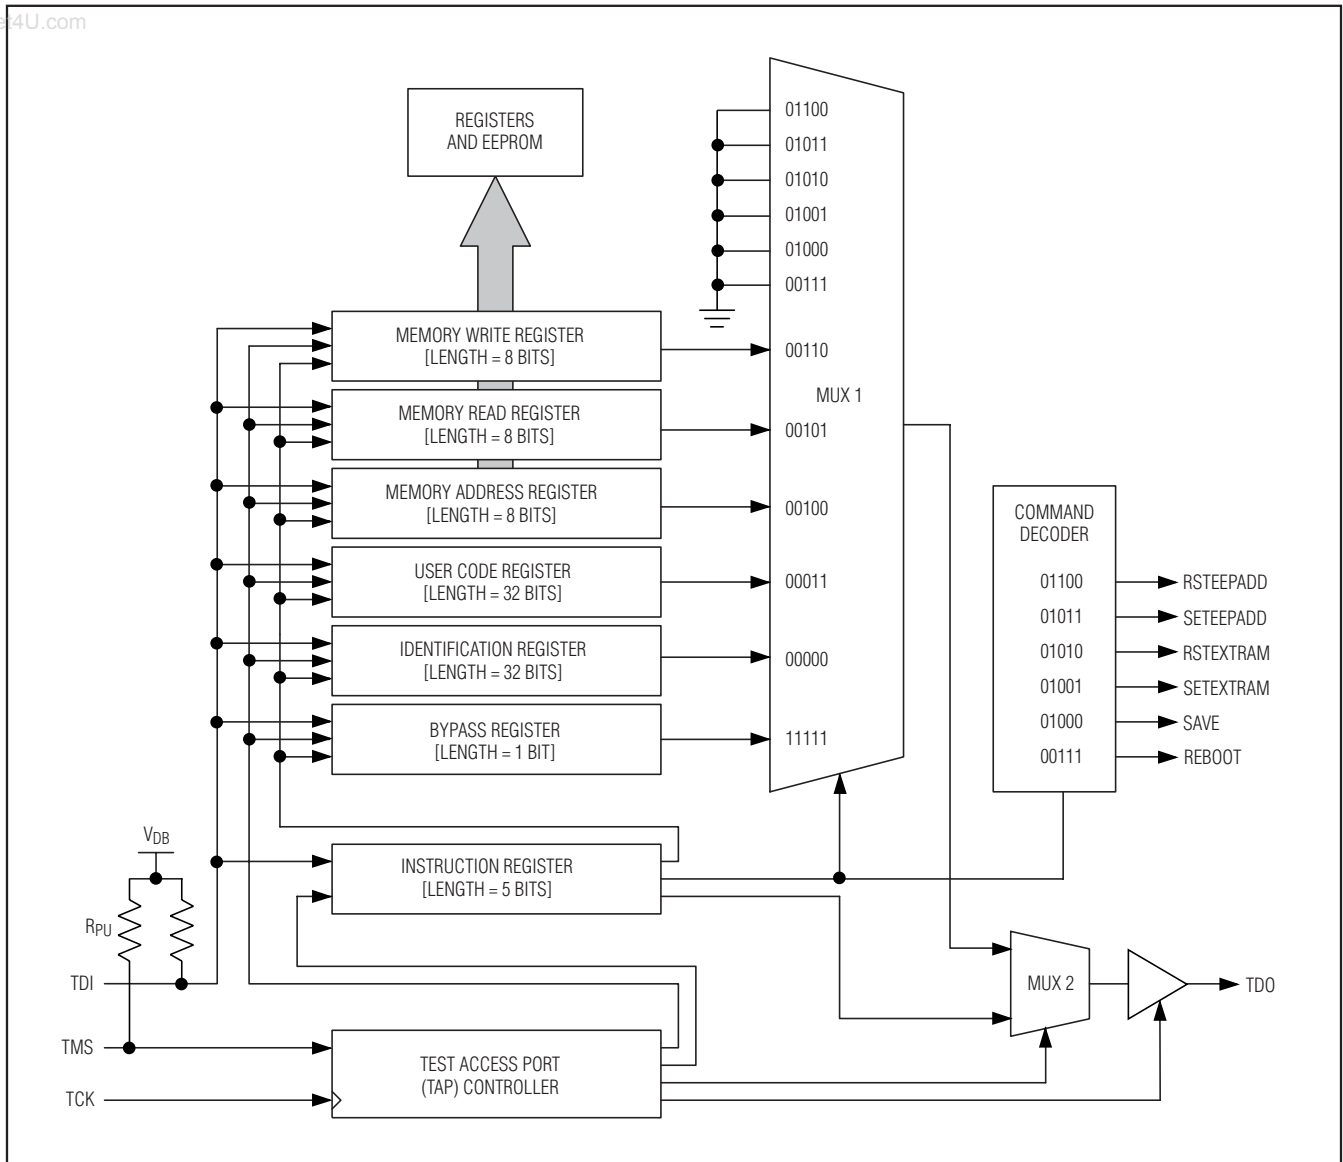 et4U.com
REGISTERS
AND EEPROM
01100
01011
01010
01001
01000
00111
MEMORY WRITE REGISTER
[LENGTH = 8 BITS]
00110
MUX 1
MEMORY READ REGISTER
[LENGTH = 8 BITS]
00101
MEMORY ADDRESS REGISTER
[LENGTH = 8 BITS]
00100
USER CODE REGISTER
[LENGTH = 32 BITS]
00011
IDENTIFICATION REGISTER
[LENGTH = 32 BITS]
00000
BYPASS REGISTER
[LENGTH = 1 BIT]
11111
COMMAND
DECODER
01100 RSTEEPADD
01011 SETEEPADD
01010 RSTEXTRAM
01001 SETEXTRAM
01000 SAVE
00111 REBOOT
VDB
RPU
INSTRUCTION REGISTER
[LENGTH = 5 BITS]
TDI
MUX 2
TDO
TMS
TCK
TEST ACCESS PORT
(TAP) CONTROLLER